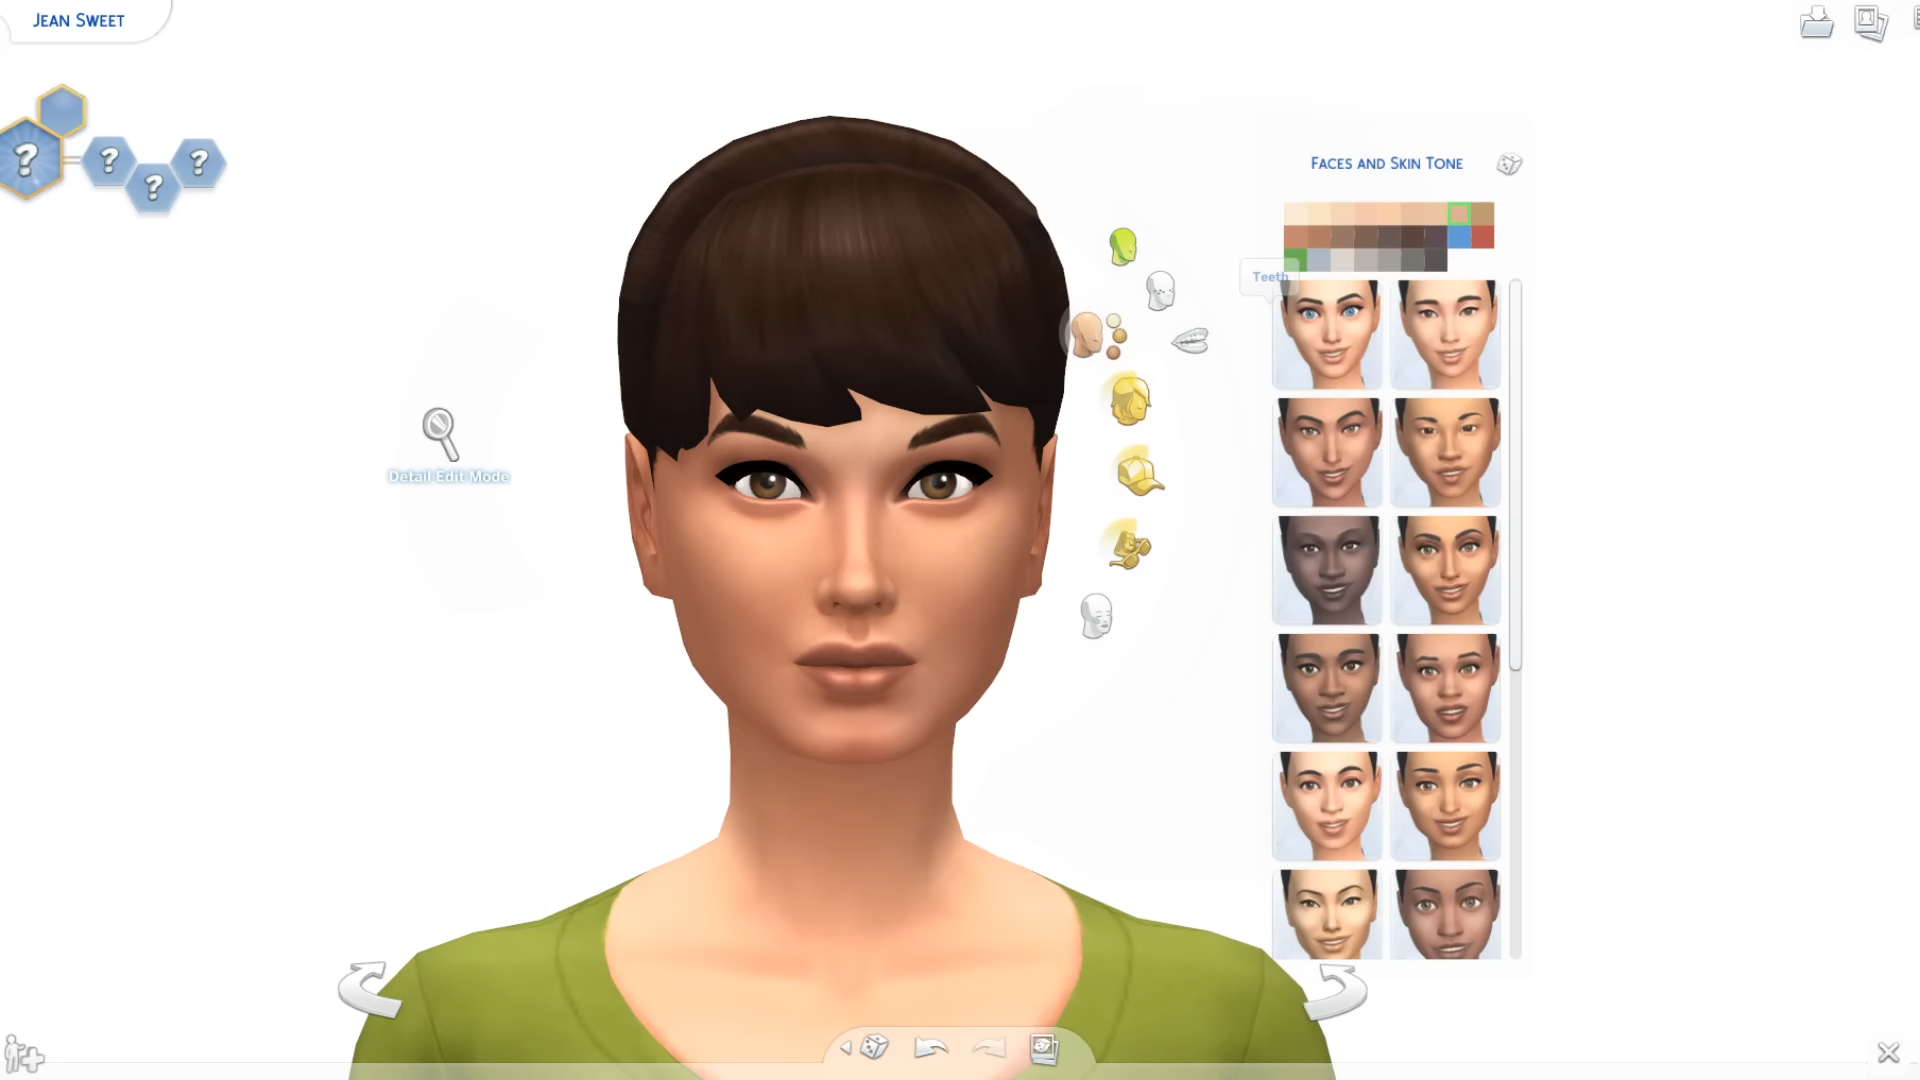 JEAN SWEET
?
? ? ?
FACES AND SKIN TONE
Teeth
Detail Edit Mode